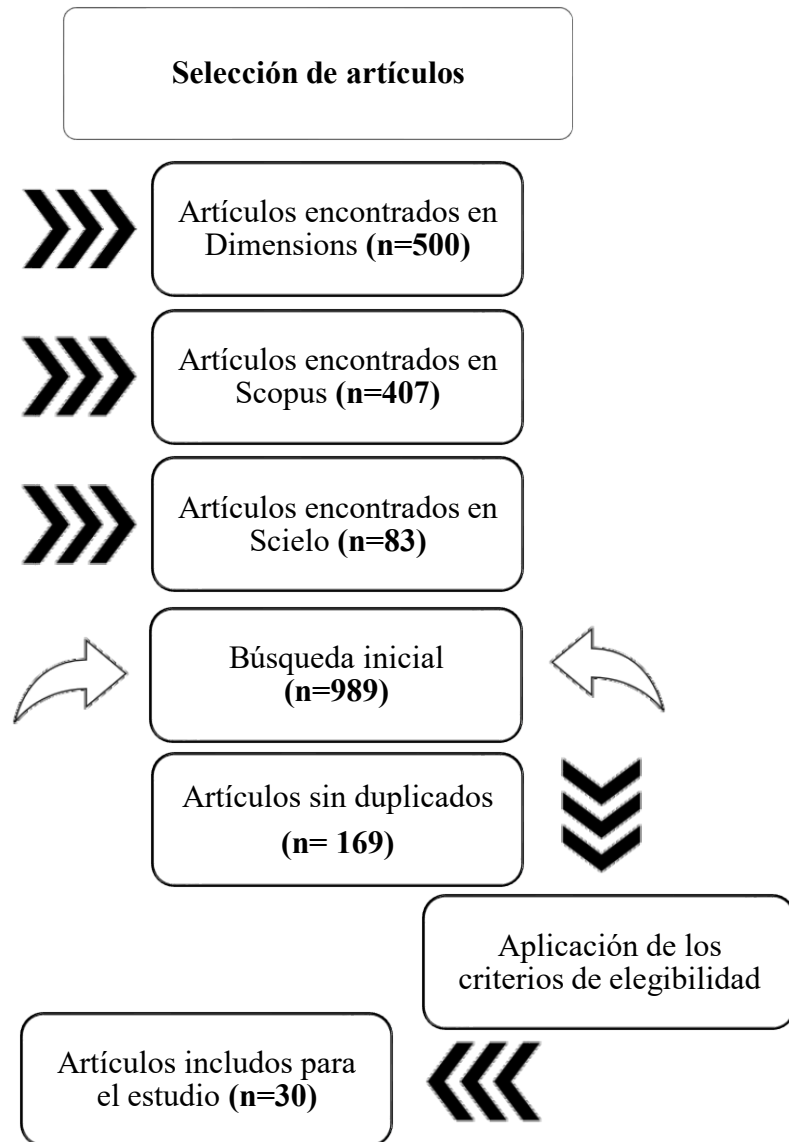 Selección de artículos
Artículos encontrados en
Dimensions (n=500)
Artículos encontrados en
Scopus (n=407)
Artículos encontrados en
Scielo (n=83)
Búsqueda inicial
(n=989)
Artículos sin duplicados
(n= 169)
Aplicación de los
criterios de elegibilidad
Artículos includos para
el estudio (n=30)